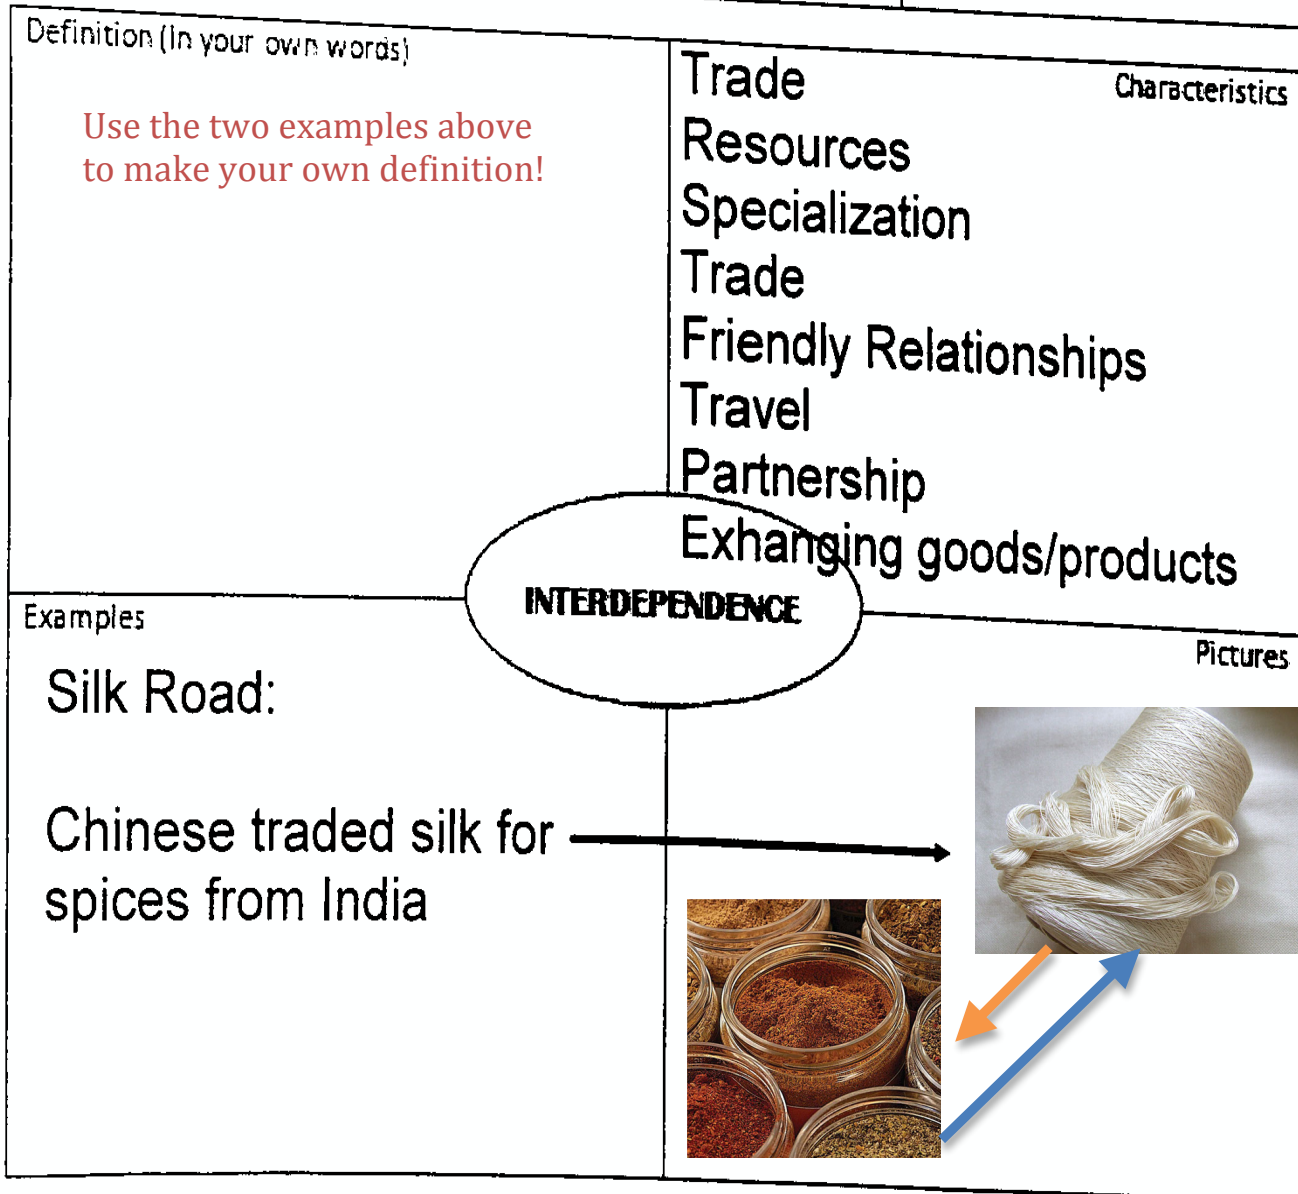 Definition (In your own words)
Use the two examples above
to make your own definition!
Characteristics
Trade
Resources
Specialization
Trade
Friendly Relationships
Travel
Partnership
Exhanging goods/products
INTERDEPENDENCE
Examples
Silk Road:
Chinese traded silk for
spices from India
Pictures